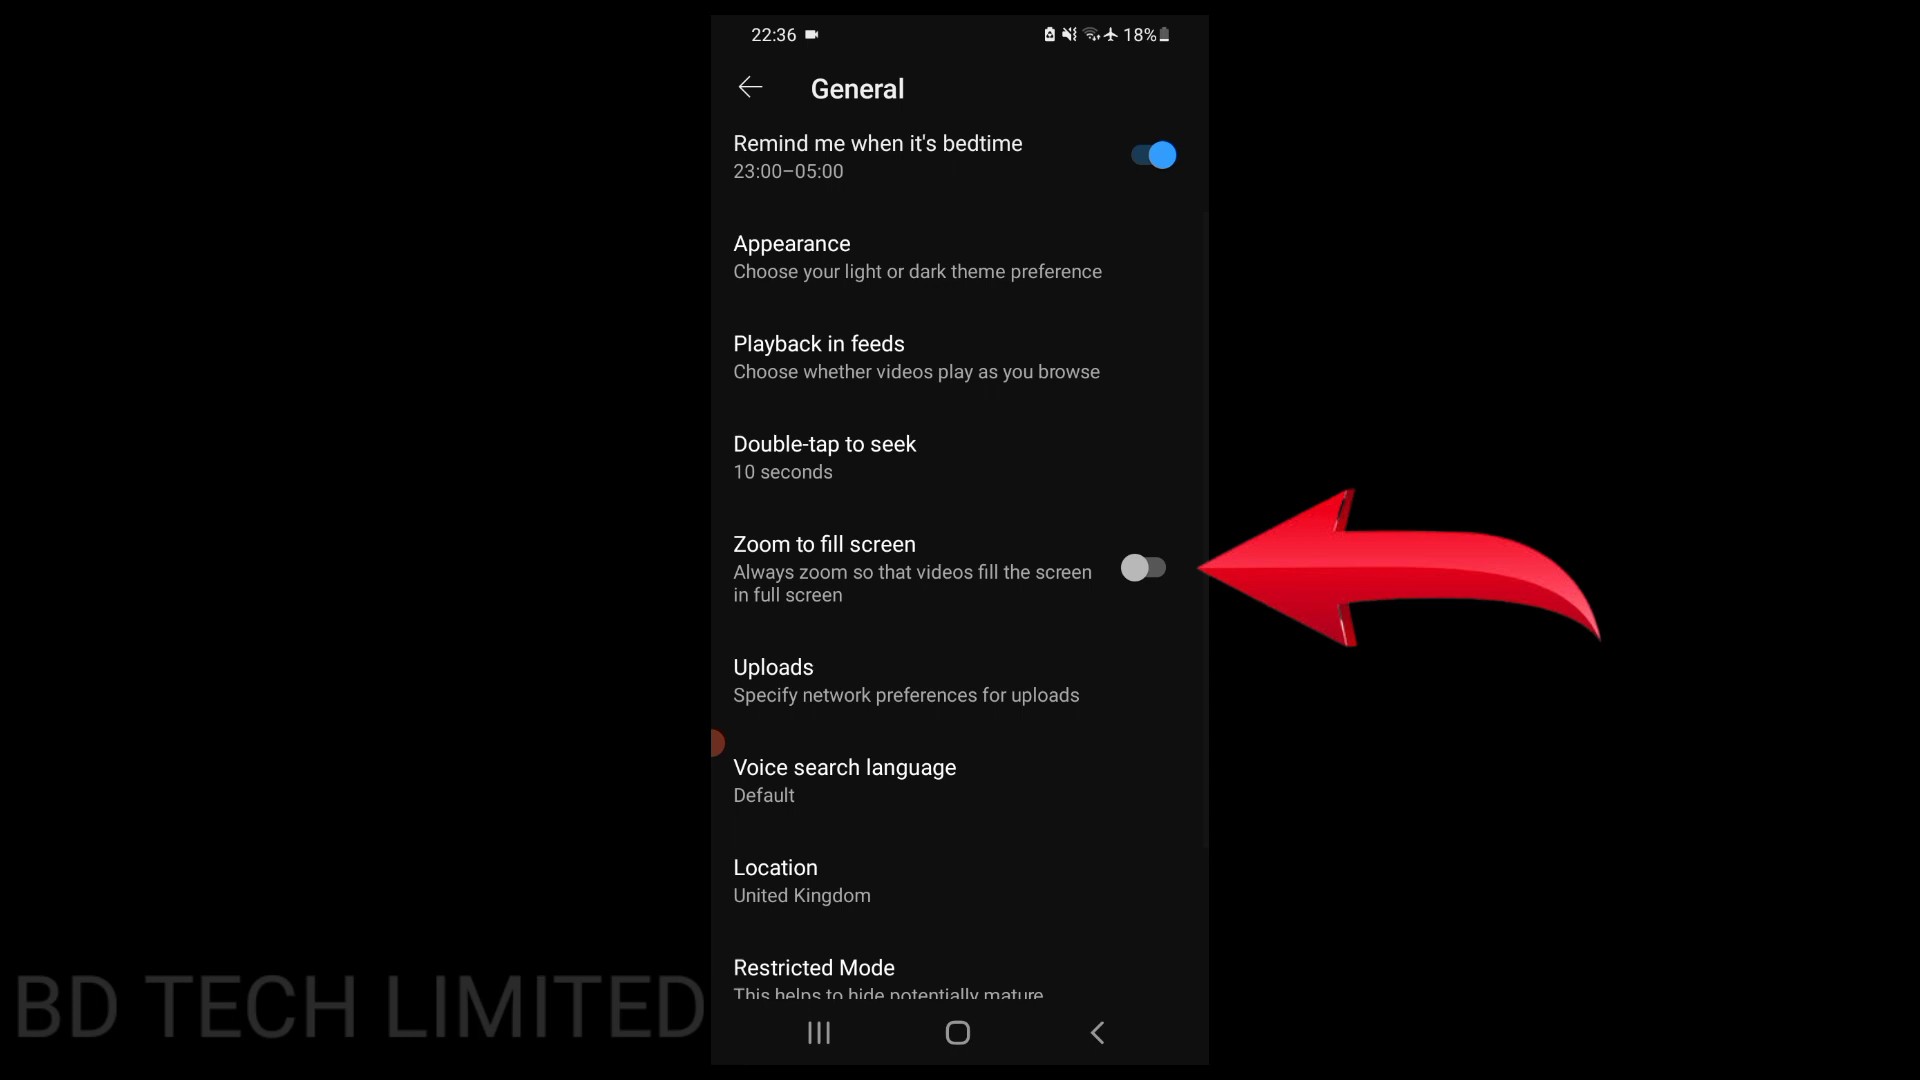 22:36 18%
General
Remind me when it's bedtime
23:00–05:00
Appearance
Choose your light or dark theme preference
Playback in feeds
Choose whether videos play as you browse
Double-tap to seek
10 seconds
Zoom to fill screen
Always zoom so that videos fill the screen
in full screen
Uploads
Specify network preferences for uploads
Voice search language
Default
Location
United Kingdom
Restricted Mode
This helps to hide potentially mature
BD TECH LIMITED